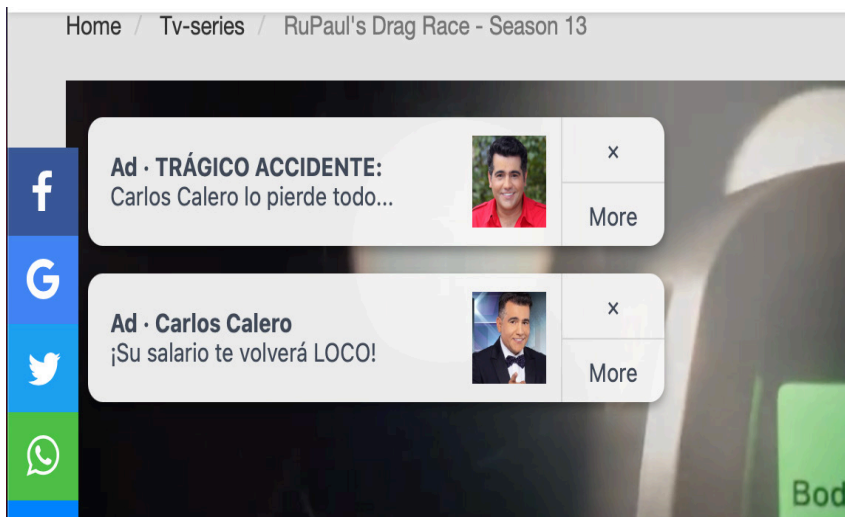 Home / Tv-series / RuPaul's Drag Race - Season 13
Ad · TRÁGICO ACCIDENTE:
Carlos Calero lo pierde todo...
×
More
Ad · Carlos Calero
¡Su salario te volverá LOCO!
×
More
Bod